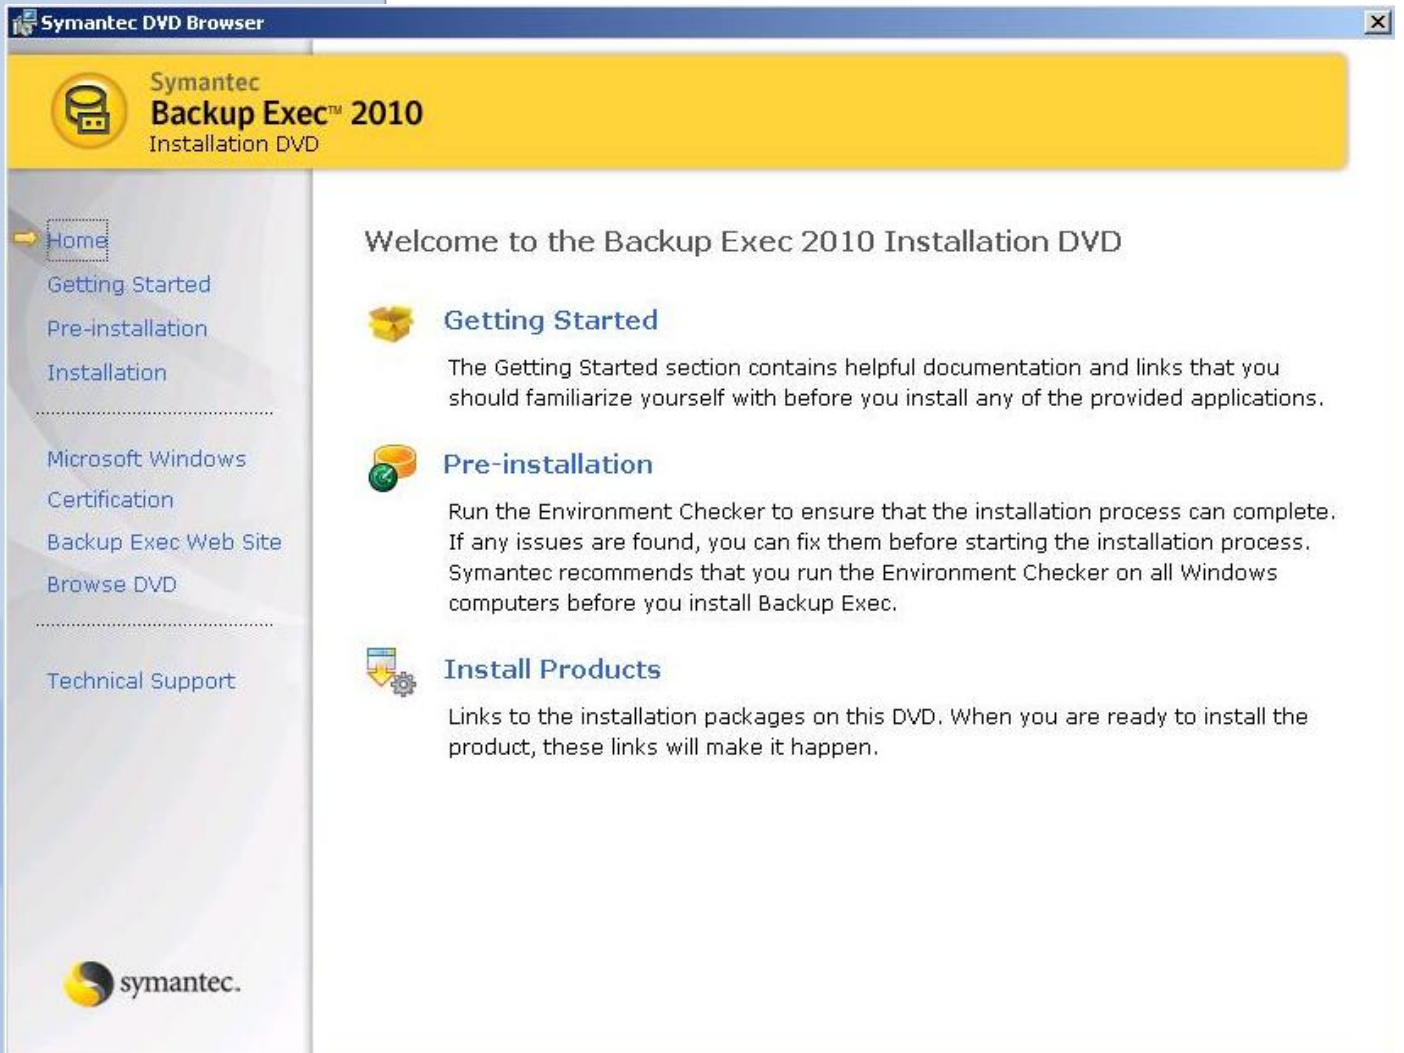 Symantec DVD Browser
Symantec
Backup Exec™ 2010
Installation DVD
Home
Getting Started
Pre-installation
Installation
Microsoft Windows
Certification
Backup Exec Web Site
Browse DVD
Technical Support
symantec.
Welcome to the Backup Exec 2010 Installation DVD
Getting Started
The Getting Started section contains helpful documentation and links that you
should familiarize yourself with before you install any of the provided applications.
Pre-installation
Run the Environment Checker to ensure that the installation process can complete.
If any issues are found, you can fix them before starting the installation process.
Symantec recommends that you run the Environment Checker on all Windows
computers before you install Backup Exec.
Install Products
Links to the installation packages on this DVD. When you are ready to install the
product, these links will make it happen.